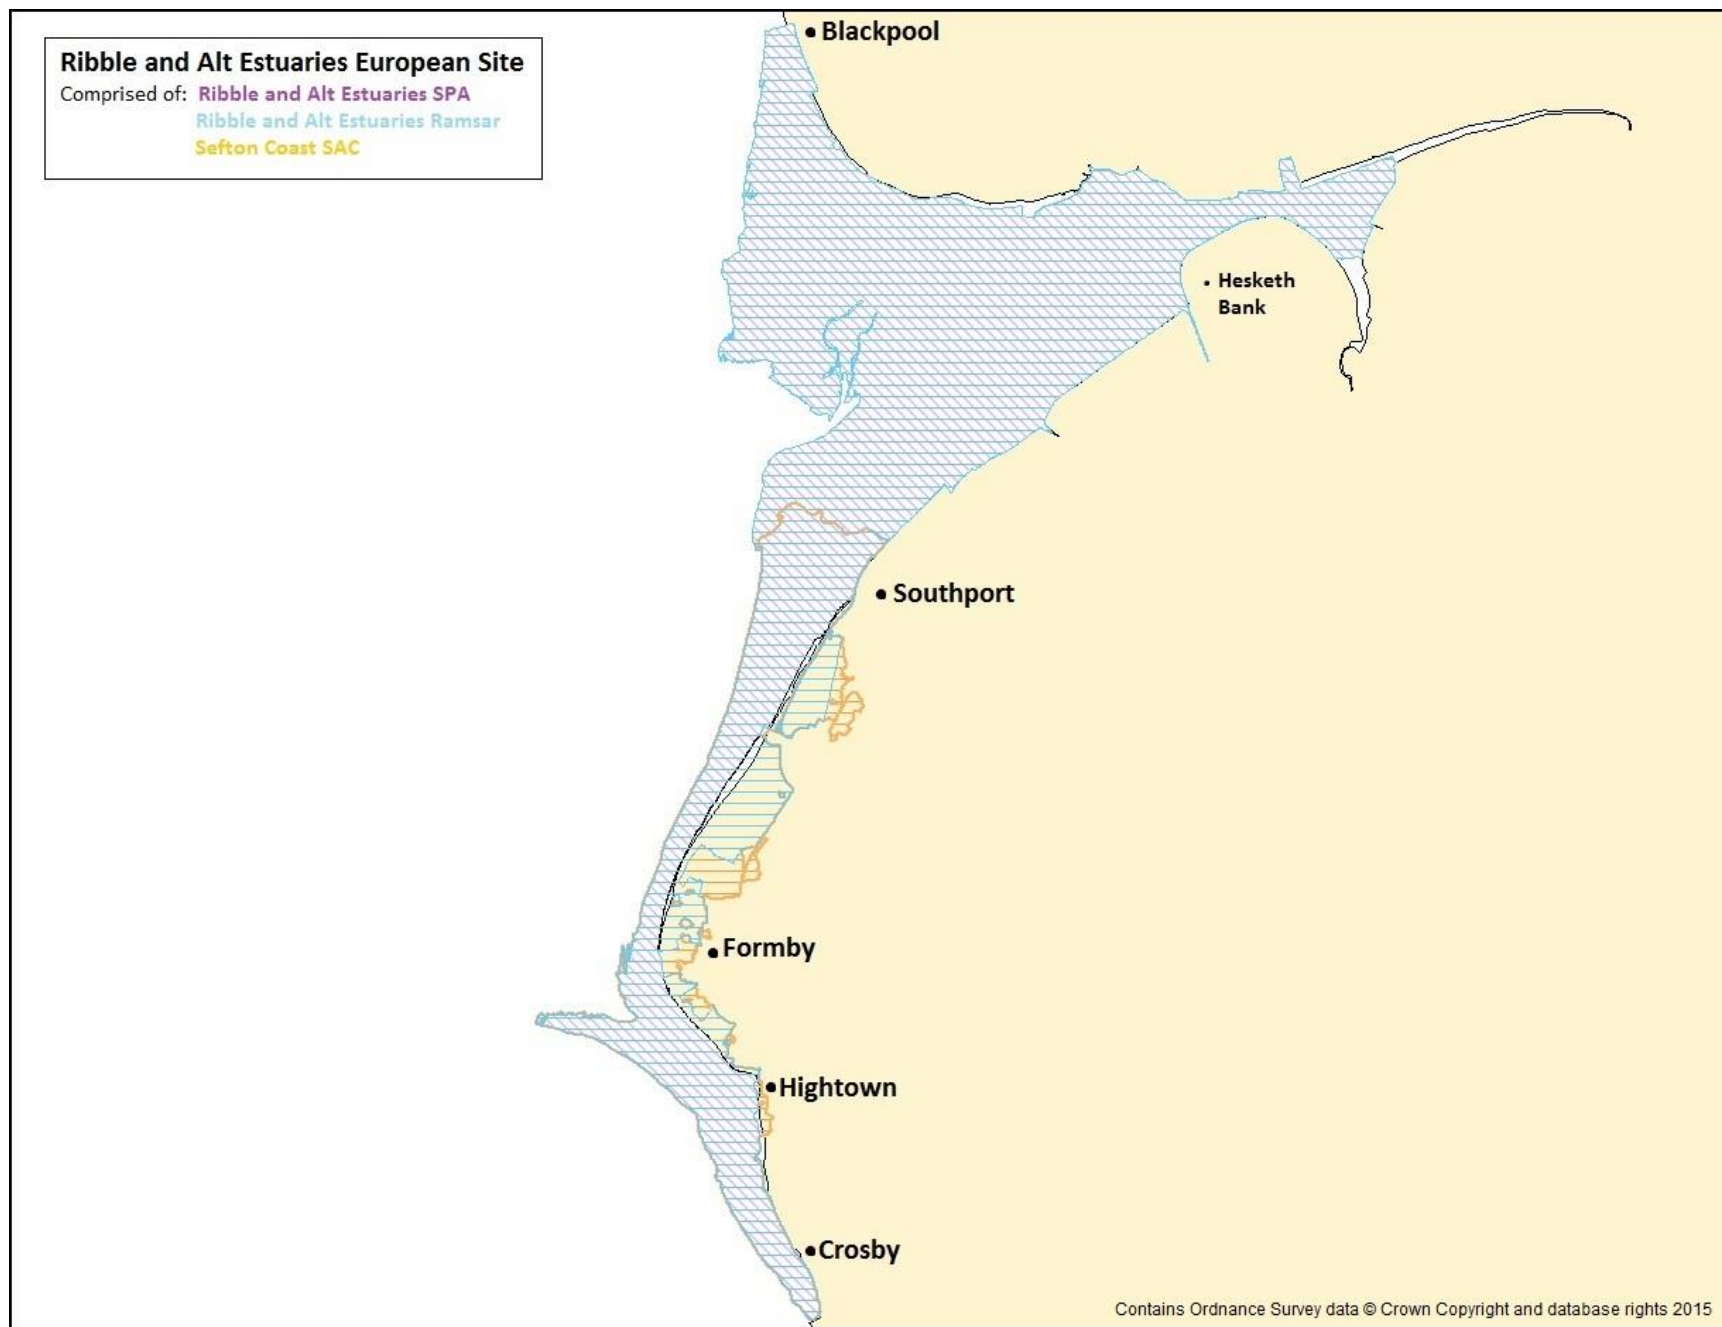 Blackpool
Ribble and Alt Estuaries European Site
Comprised of: Ribble and Alt Estuaries SPA
Ribble and Alt Estuaries Ramsar
Sefton Coast SAC
Hesketh
Bank
Southport
Formby
Hightown
Crosby
Contains Ordnance Survey data © Crown Copyright and database rights 2015